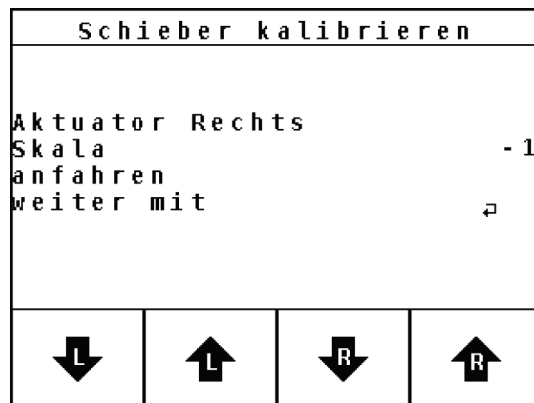 Schieber kalibrieren
Aktuator Rechts
Skala -1
anfahren
weiter mit ↵
L L R R